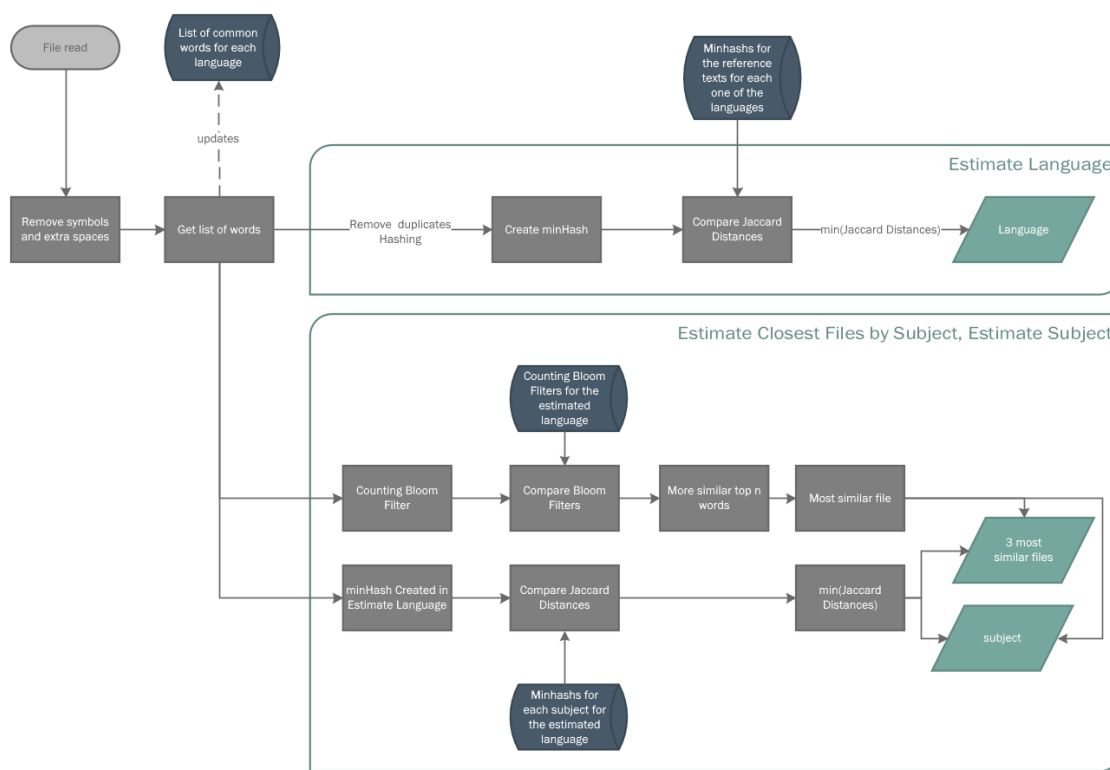 File read
List of common
words for each
language
Minhashs for
the reference
texts for each
one of the
languages
updates
Estimate Language
Remove symbols
and extra spaces
Get list of words
Remove duplicates
Hashing
Create minHash
Compare Jaccard
Distances
min(Jaccard Distances)
Language
Estimate Closest Files by Subject, Estimate Subject
Counting Bloom
Fliters for the
estimated
language
Counting Bloom
Filter
Compare Bloom
Filters
More similar top n
words
Most similar file
3 most
similar files
minHash Created in
Estimate Language
Compare Jaccard
Distances
min(Jaccard
Distances)
subject
Minhashs for
each subject for
the estimated
language